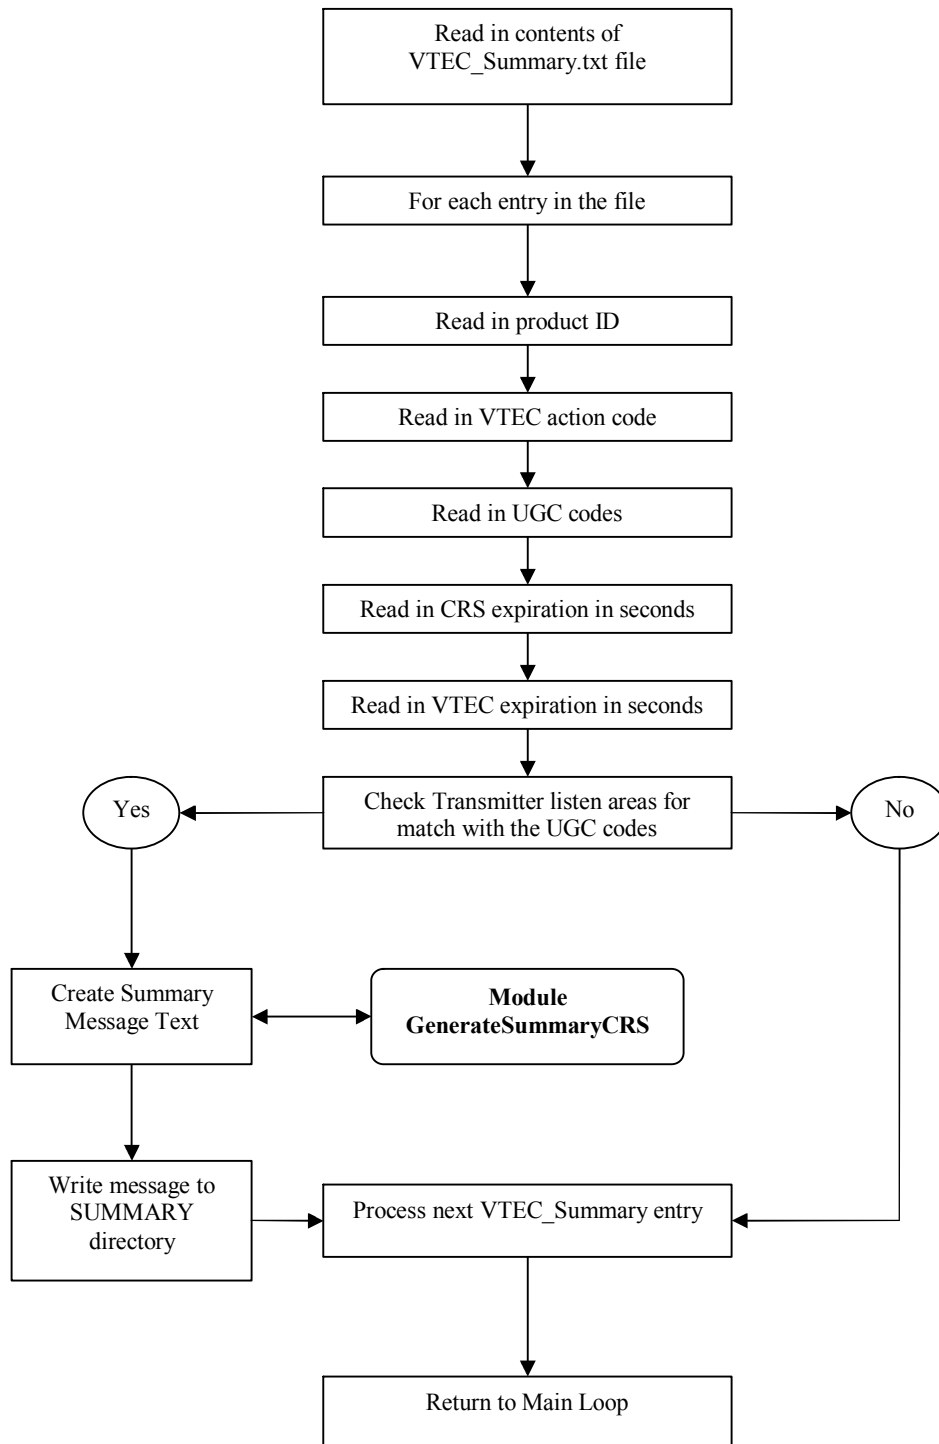 Read in contents of
VTEC_Summary.txt file
For each entry in the file
Read in product ID
Read in VTEC action code
Read in UGC codes
Read in CRS expiration in seconds
Read in VTEC expiration in seconds
Yes
Check Transmitter listen areas for
match with the UGC codes
No
Create Summary
Message Text
Module
GenerateSummaryCRS
Write message to
SUMMARY
directory
Process next VTEC_Summary entry
Return to Main Loop